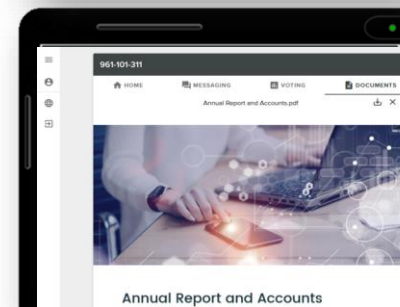 961-101-311
HOME MESSAGING VOTING DOCUMENTS
Annual Report and Accounts.pdf
Annual Report and Accounts